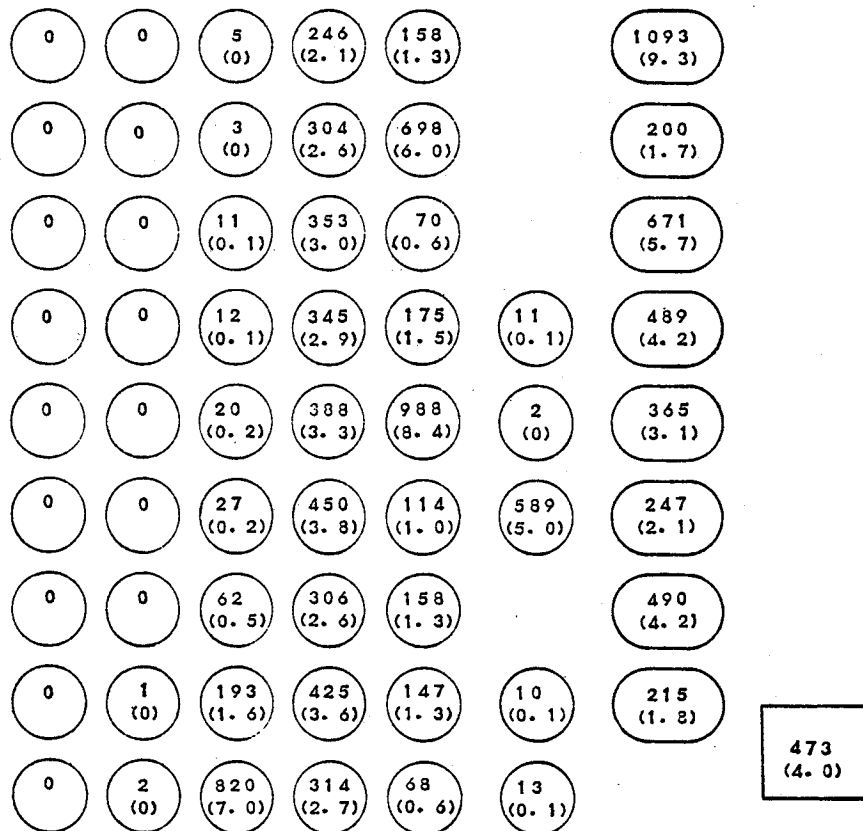 0 0 5 246 158 1093
(0) (2. 1) (1. 3) (9. 3)
0 0 3 304 698 200
(0) (2. 6) (6. 0) (1. 7)
0 0 11 353 70 671
(0. 1) (3. 0) (0. 6) (5. 7)
0 0 12 345 175 11 489
(0. 1) (2. 9) (1. 5) (0. 1) (4. 2)
0 0 20 388 988 2 365
(0. 2) (3. 3) (8. 4) (0) (3. 1)
0 0 27 450 114 589 247
(0. 2) (3. 8) (1. 0) (5. 0) (2. 1)
0 0 62 306 158 490
(0. 5) (2. 6) (1. 3) (4. 2)
0 1 193 425 147 10 215
(0) (1. 6) (3. 6) (1. 3) (0. 1) (1. 8)
473
(4. 0)
0 2 820 314 68 13
(0) (7. 0) (2. 7) (0. 6) (0. 1)